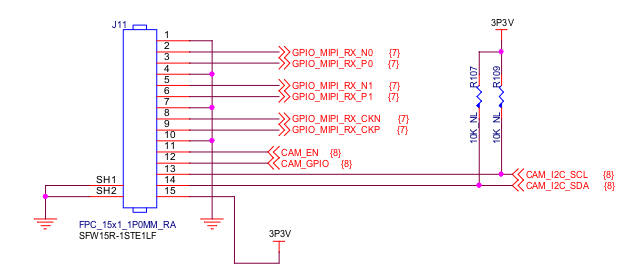 J11
3P3V
1
2 GPIO_MIPI_RX_N0 {7}
3 GPIO_MIPI_RX_P0 {7}
4
5 GPIO_MIPI_RX_N1 {7}
6 GPIO_MIPI_RX_P1 {7}
7
8 GPIO_MIPI_RX_CKN {7}
9 GPIO_MIPI_RX_CKP {7}
10
11 CAM_EN {8}
12 CAM_GPIO {8}
13 CAM_I2C_SCL {8}
14 CAM_I2C_SDA {8}
15
SH1
SH2
R107
10K_NL
R109
10K_NL
FPC_15x1_1P0MM_RA
SFW15R-1STE1LF
3P3V